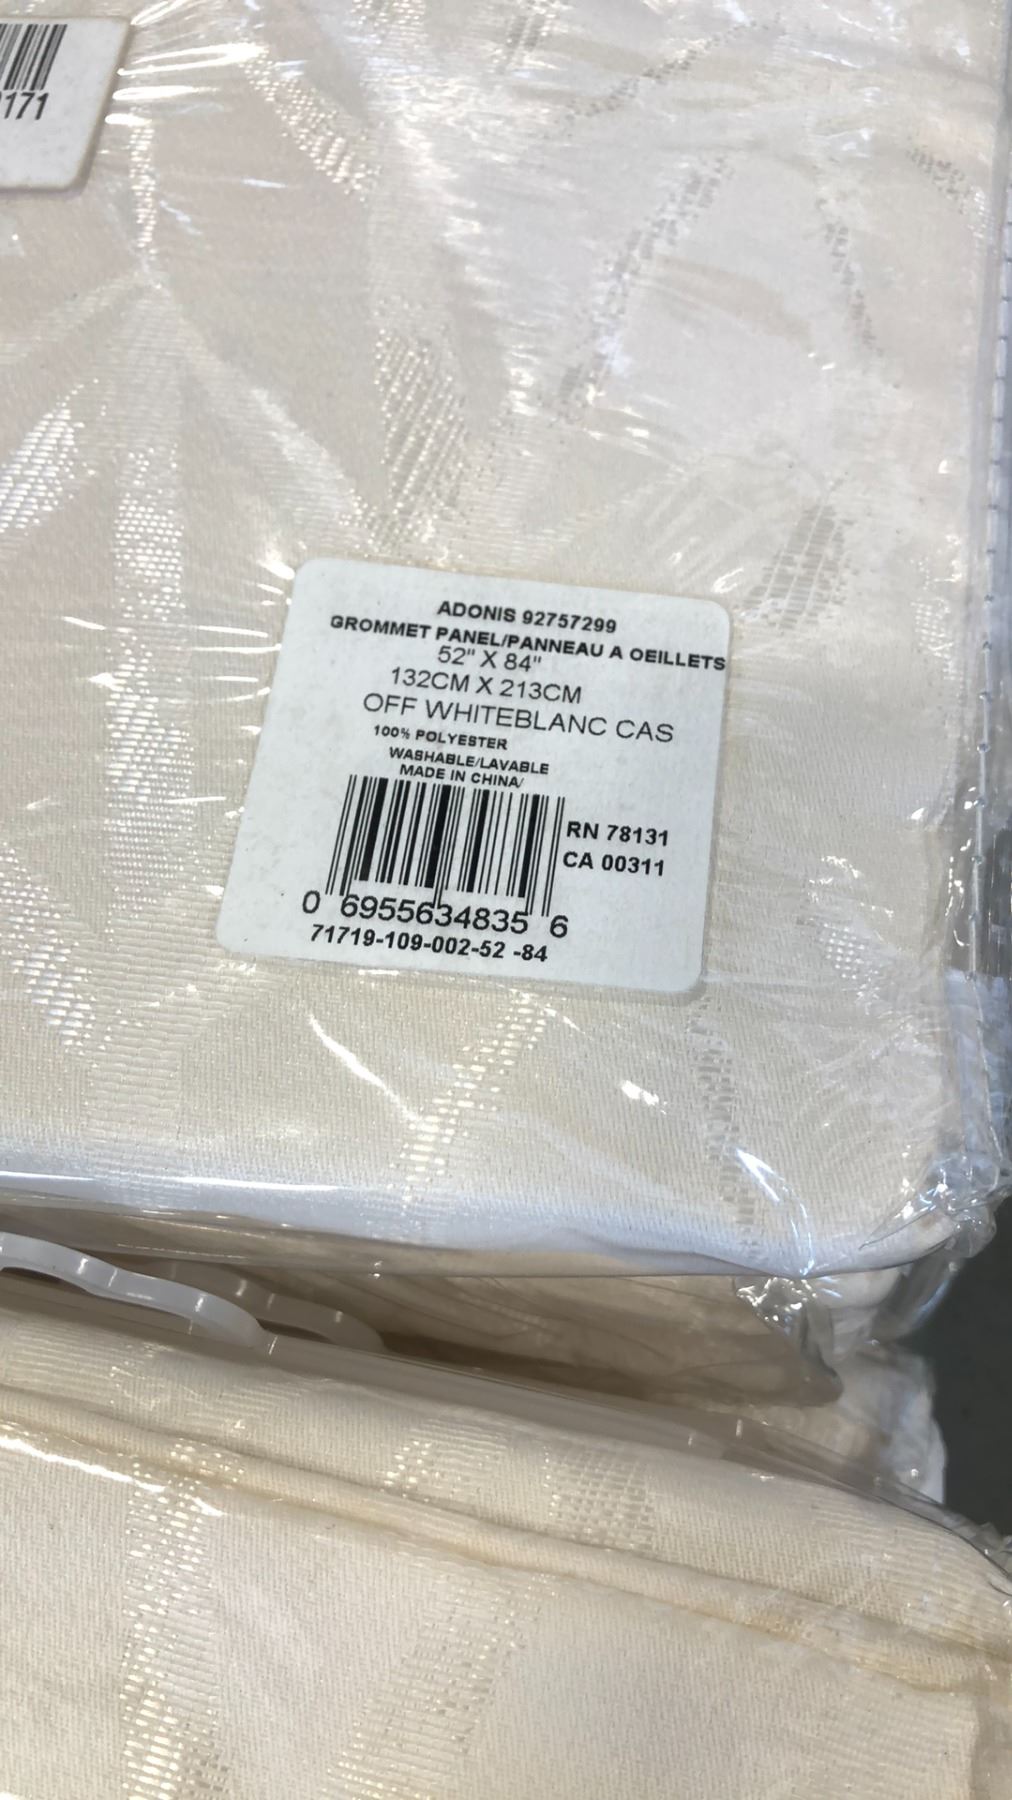 171
ADONIS 92757299
GROMMET PANEL/PANNEAU A OEILLETS
52" X 84"
132CM X 213CM
OFF WHITEBLANC CAS
100% POLYESTER
WASHABLE/LAVABLE
MADE IN CHINA/
RN 78131
CA 00311
0 6955634835 6
71719-109-002-52 -84